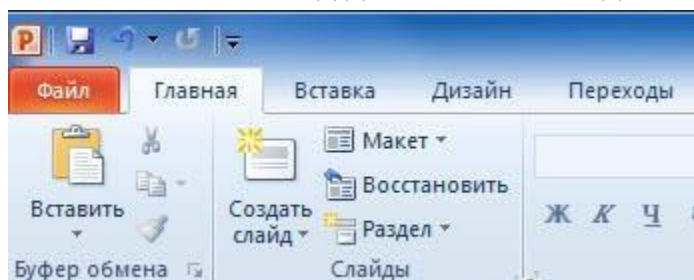 Файл Главная Вставка Дизайн Переходы
Вставить
Создать слайд
Макет
Восстановить
Раздел
Ж К Ч
Буфер обмена Слайды